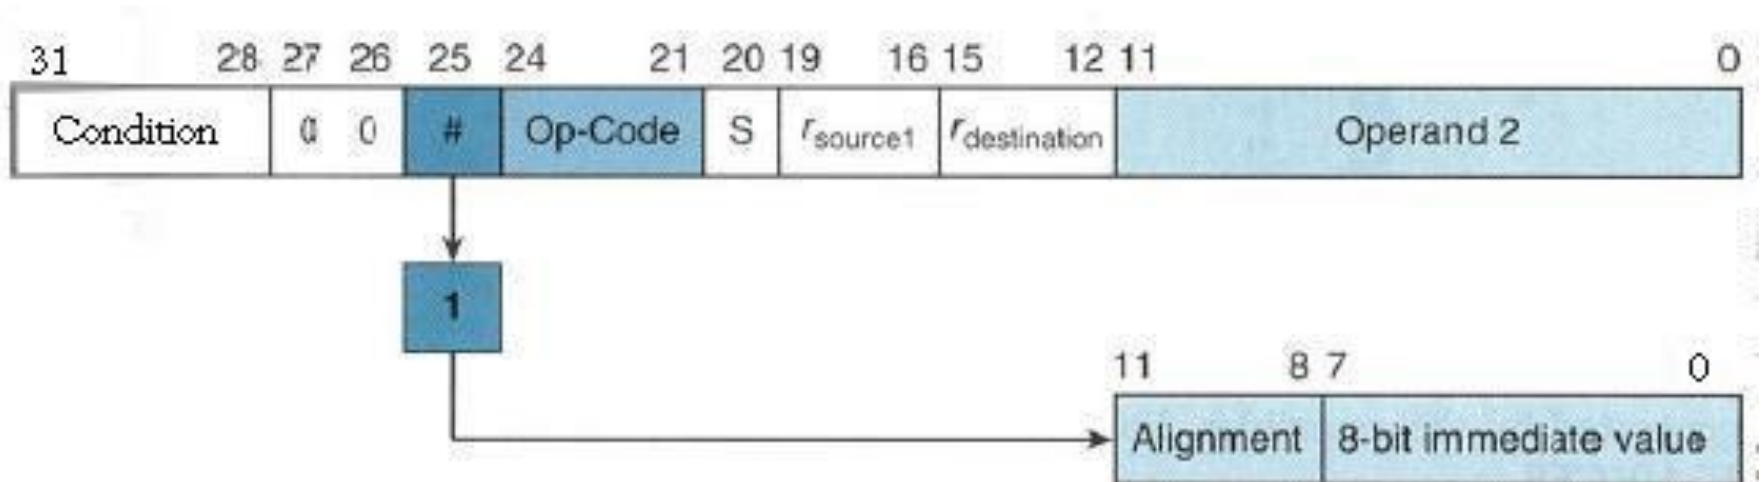 31 28 27 26 25 24 21 20 19 16 15 12 11 0
Condition 0 0 # Op-Code S rsource1 rdestination Operand 2
1
11 8 7 0
Alignment 8-bit immediate value